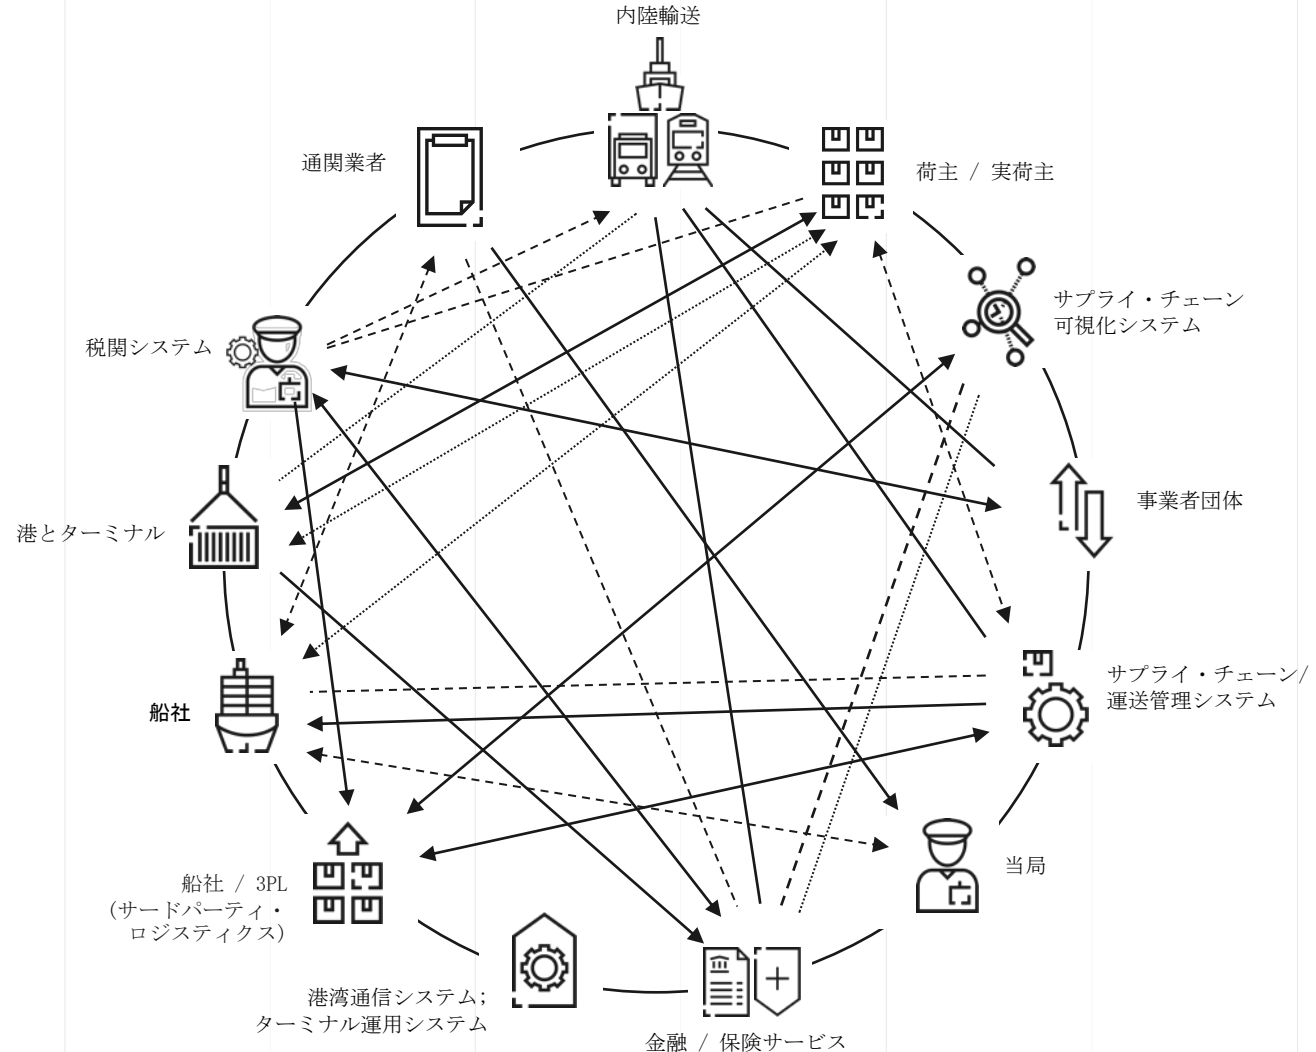 内陸輸送
通関業者
荷主 / 実荷主
サプライ・チェーン
可視化システム
税関システム
事業者団体
港とターミナル
サプライ・チェーン/
運送管理システム
船社
当局
船社 / 3PL
(サードパーティ・
ロジスティクス)
港湾通信システム;
ターミナル運用システム
金融 / 保険サービス